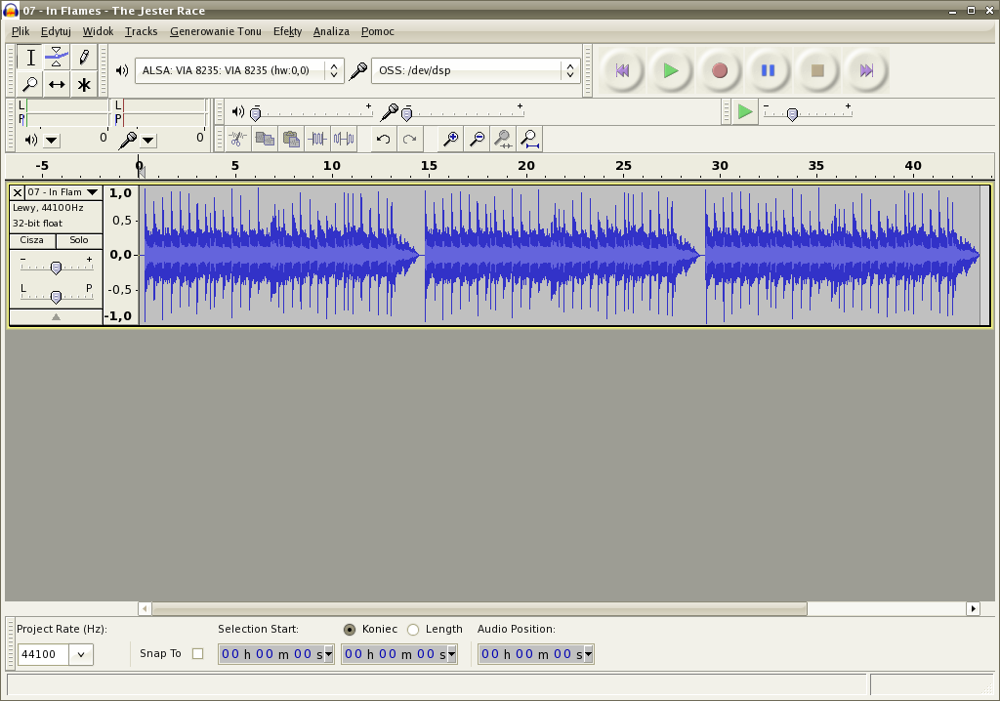 07 - In Flames - The Jester Race
Plik Edytuj Widok Tracks Generowanie Tonu Efekty Analiza Pomoc
ALSA: VIA 8235: VIA 8235 (hw:0,0) OSS: /dev/dsp
L L
P P
0 0
- + - + - +
-5 0 5 10 15 20 25 30 35 40
07 - In Flam
Lewy, 44100Hz
32-bit float
Cisza Solo
- +
L P
1,0
0,5
0,0
-0,5
-1,0
Project Rate (Hz): Selection Start: Koniec Length Audio Position:
44100 Snap To 00 h 00 m 00 s 00 h 00 m 00 s 00 h 00 m 00 s